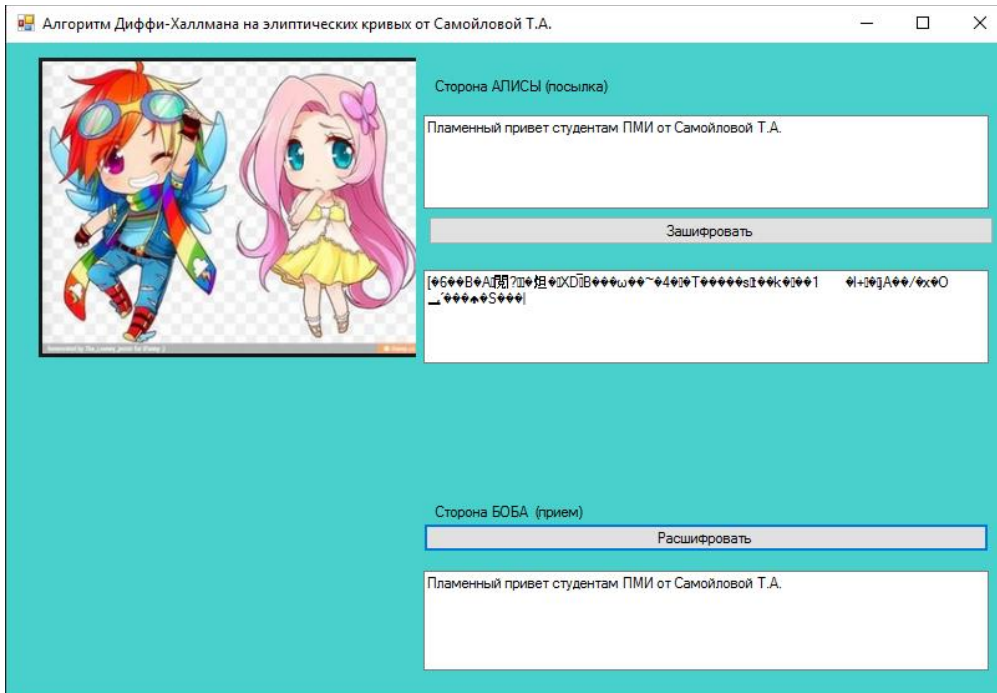 Алгоритм Диффи-Халлмана на элиптических кривых от Самойловой Т.А.
Сторона АЛИСЫ (посылка)
Пламенный привет студентам ПМИ от Самойловой Т.А.
Зашифровать
Сторона БОБА (прием)
Расшифровать
Пламенный привет студентам ПМИ от Самойловой Т.А.